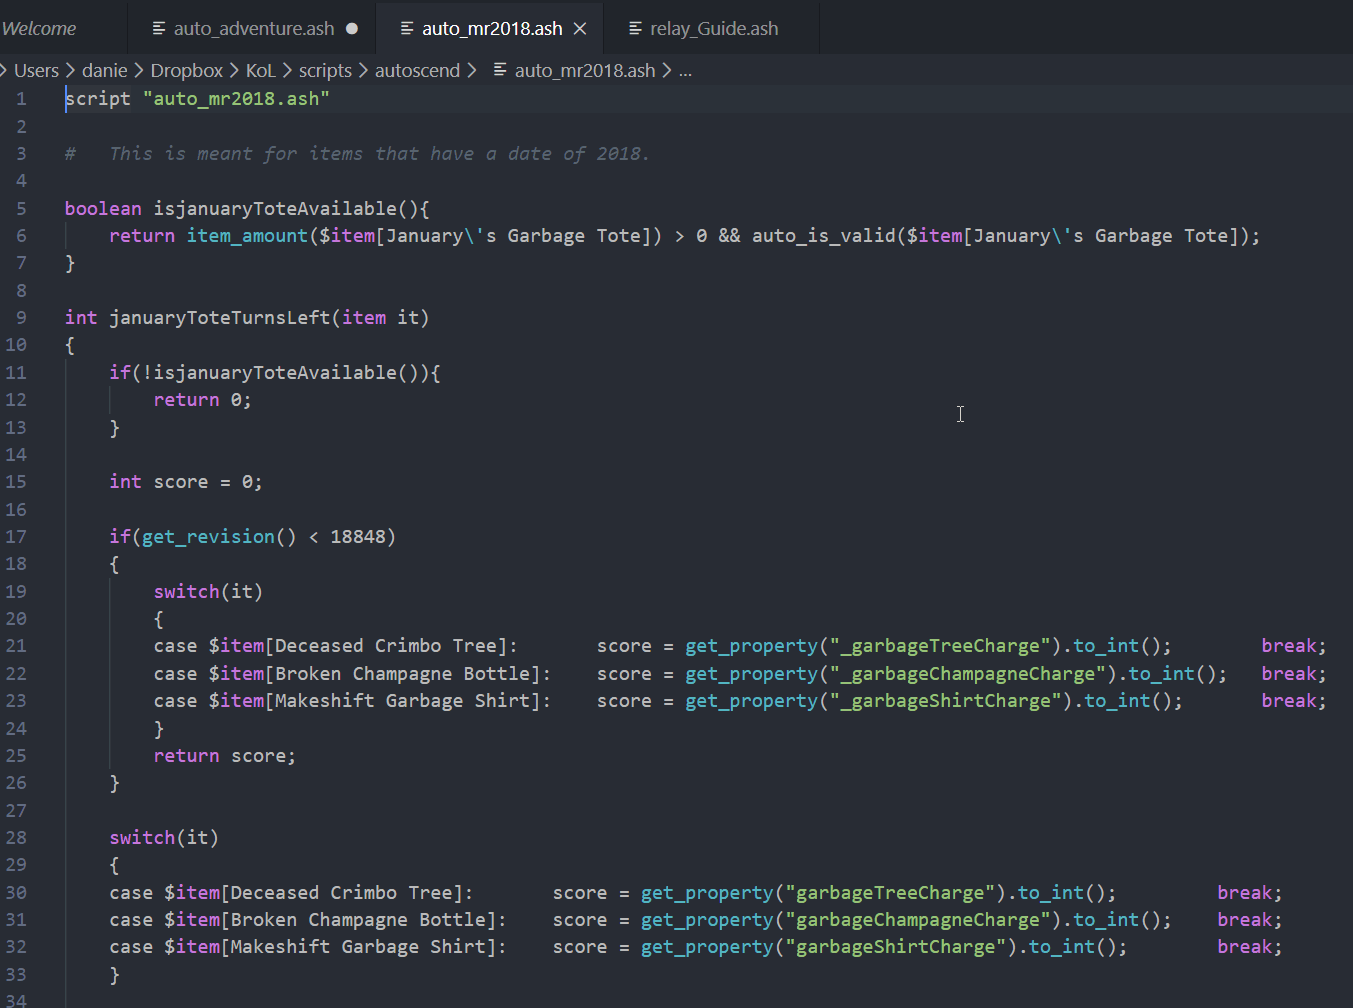 Welcome auto_adventure.ash auto_mr2018.ash relay_Guide.ash
Users > danie > Dropbox > KoL > scripts > autoscend > auto_mr2018.ash > ...
1 script "auto_mr2018.ash"
2
3 #   This is meant for items that have a date of 2018.
4
5 boolean isjanuaryToteAvailable(){
6     return item_amount($item[January\'s Garbage Tote]) > 0 && auto_is_valid($item[January\'s Garbage Tote]);
7 }
8
9 int januaryToteTurnsLeft(item it)
10 {
11     if(!isjanuaryToteAvailable()){
12         return 0;
13     }
14
15     int score = 0;
16
17     if(get_revision() < 18848)
18     {
19         switch(it)
20         {
21         case $item[Deceased Crimbo Tree]:       score = get_property("_garbageTreeCharge").to_int();        break;
22         case $item[Broken Champagne Bottle]:    score = get_property("_garbageChampagneCharge").to_int();   break;
23         case $item[Makeshift Garbage Shirt]:    score = get_property("_garbageShirtCharge").to_int();       break;
24         }
25         return score;
26     }
27
28     switch(it)
29     {
30     case $item[Deceased Crimbo Tree]:       score = get_property("garbageTreeCharge").to_int();         break;
31     case $item[Broken Champagne Bottle]:    score = get_property("garbageChampagneCharge").to_int();    break;
32     case $item[Makeshift Garbage Shirt]:    score = get_property("garbageShirtCharge").to_int();        break;
33     }
34